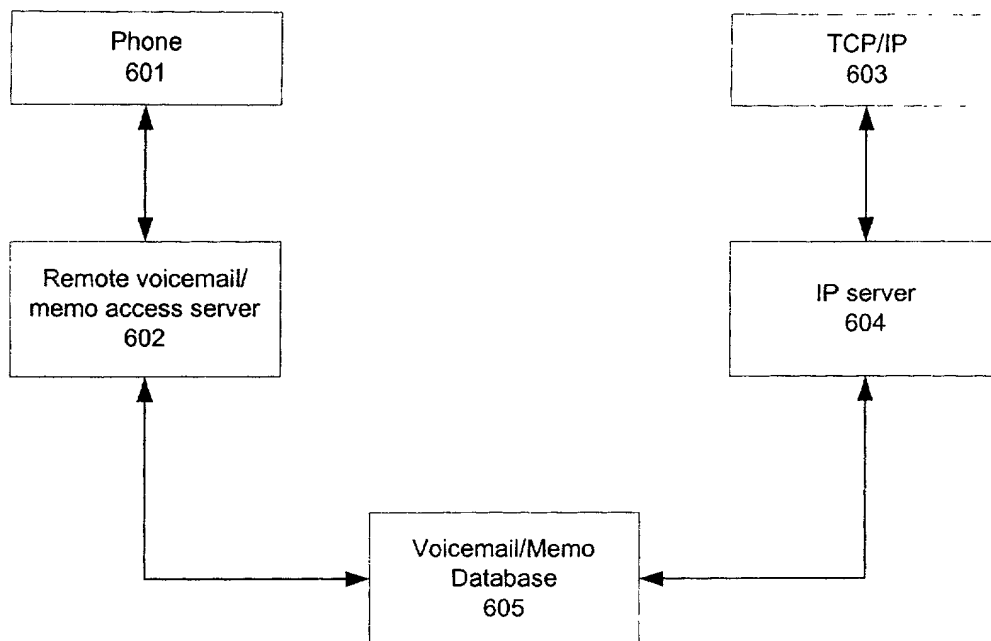 Phone
601
TCP/IP
603
Remote voicemail/
memo access server
602
IP server
604
Voicemail/Memo
Database
605